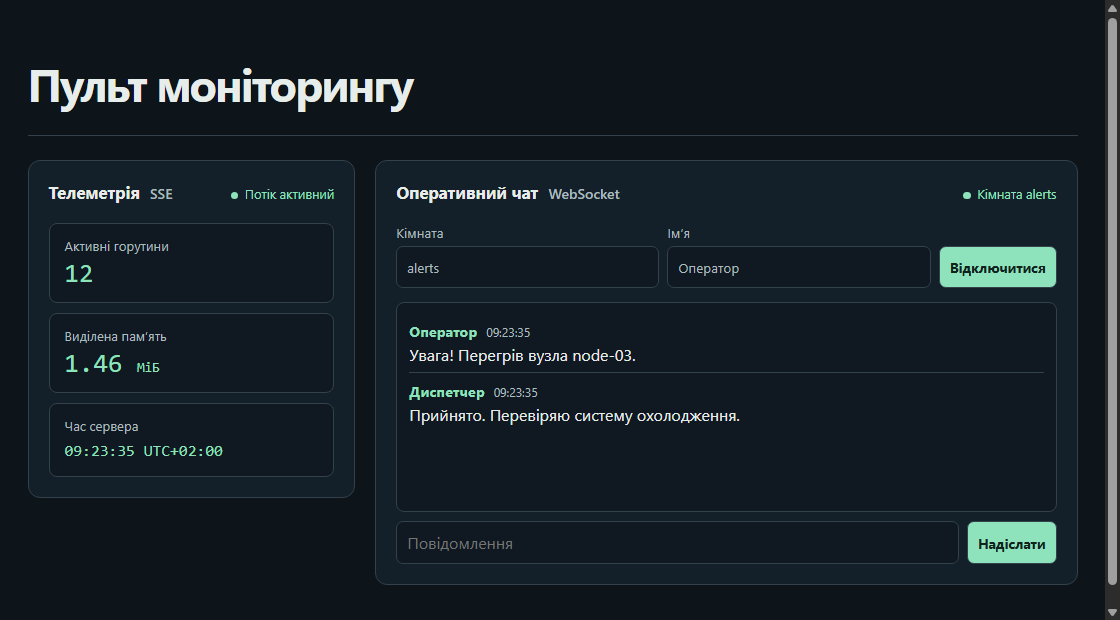 Пульт моніторингу
Телеметрія SSE
Потік активний
Активні горутини
12
Виділена пам'ять
1.46 МіБ
Час сервера
09:23:35 UTC+02:00
Оперативний чат WebSocket
Кімната alerts
Кімната
alerts
Ім'я
Оператор
Відключитися
Оператор 09:23:35
Увага! Перегрів вузла node-03.
Диспетчер 09:23:35
Прийнято. Перевіряю систему охолодження.
Повідомлення
Надіслати